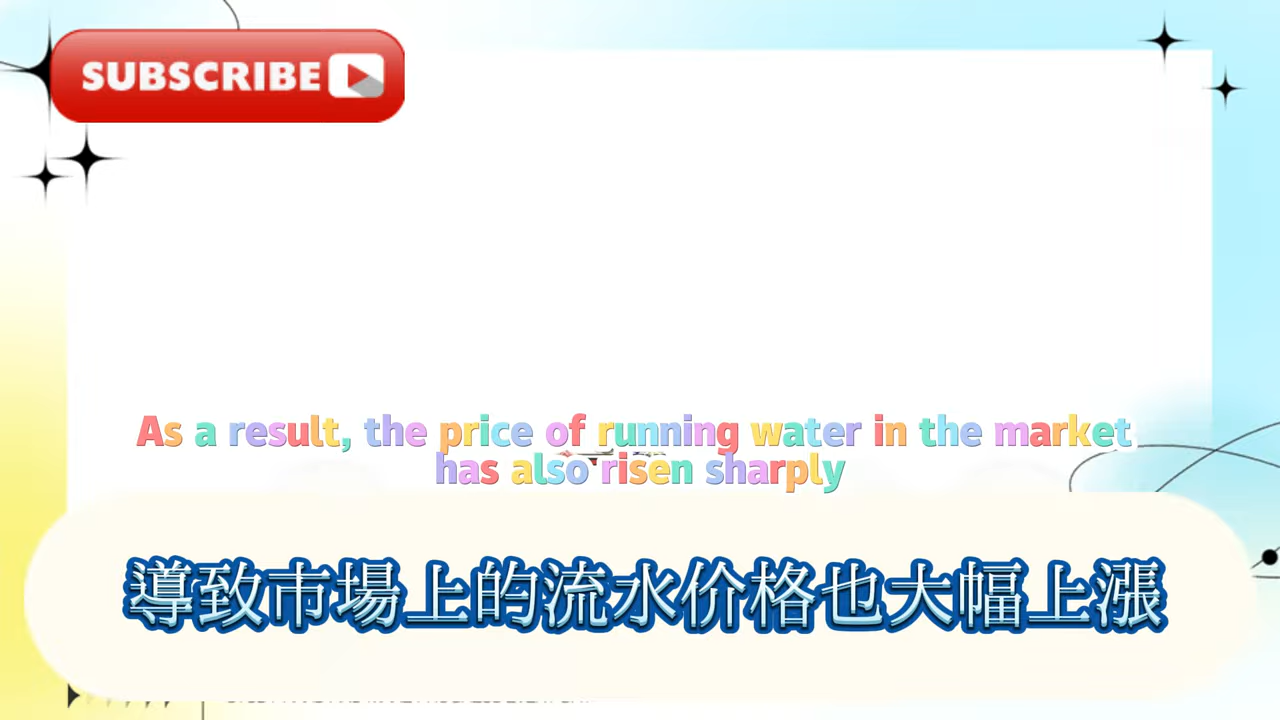 SUBSCRIBE
As a result, the price of running water in the market
has also risen sharply
導致市場上的流水价格也大幅上漲